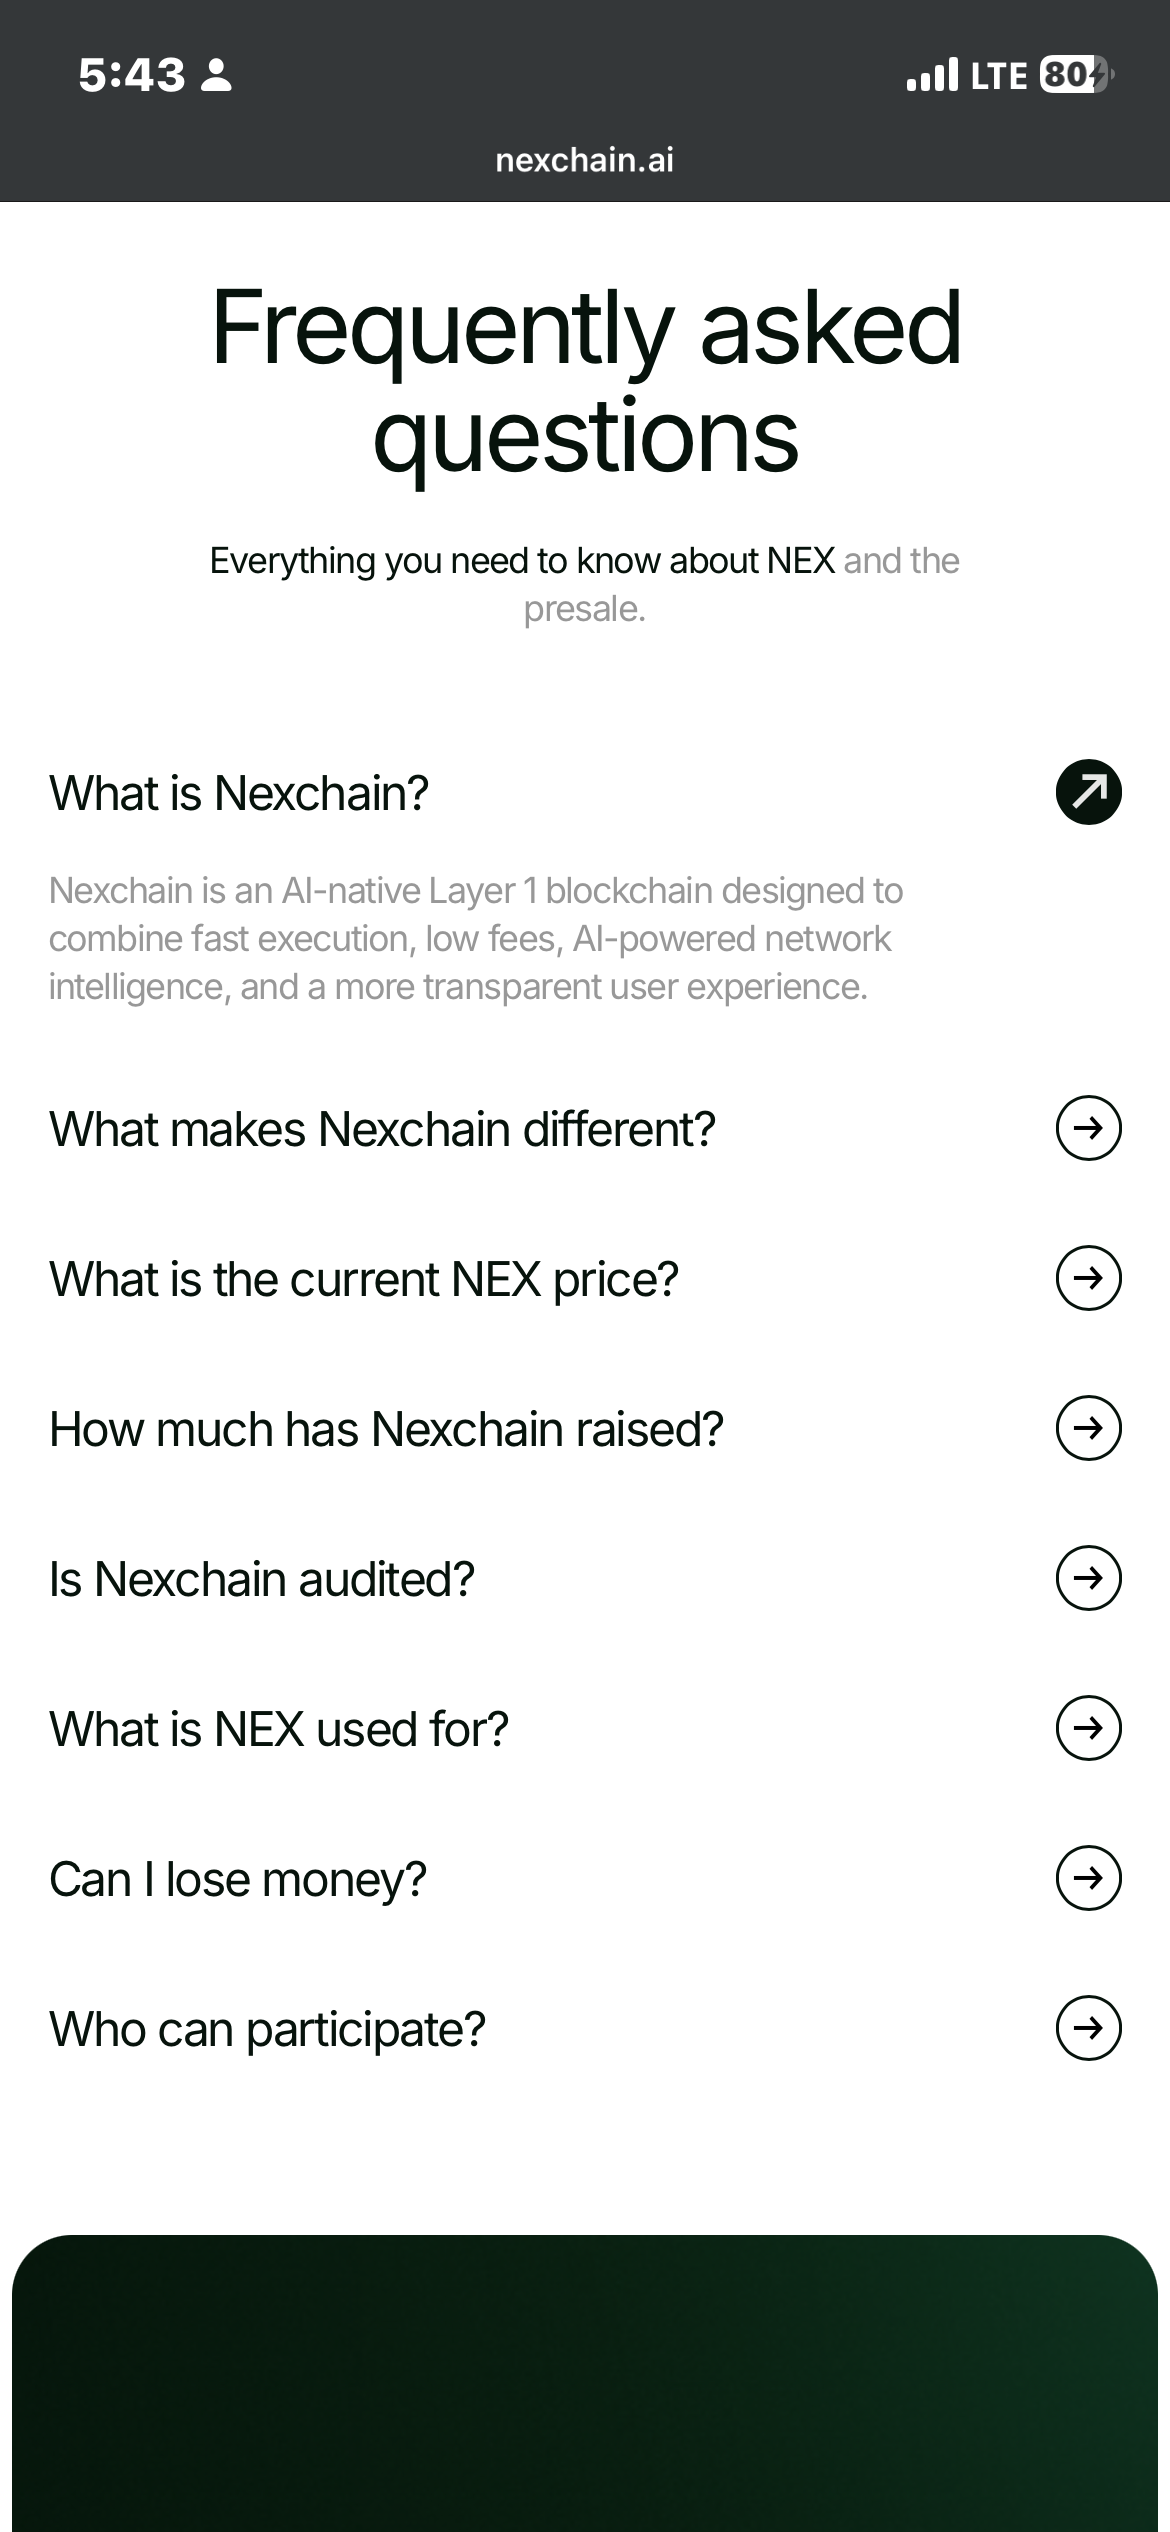 5:43
LTE 80
nexchain.ai
Frequently asked
questions
Everything you need to know about NEX and the
presale.
What is Nexchain?
Nexchain is an AI-native Layer 1 blockchain designed to
combine fast execution, low fees, AI-powered network
intelligence, and a more transparent user experience.
What makes Nexchain different?
What is the current NEX price?
How much has Nexchain raised?
Is Nexchain audited?
What is NEX used for?
Can I lose money?
Who can participate?